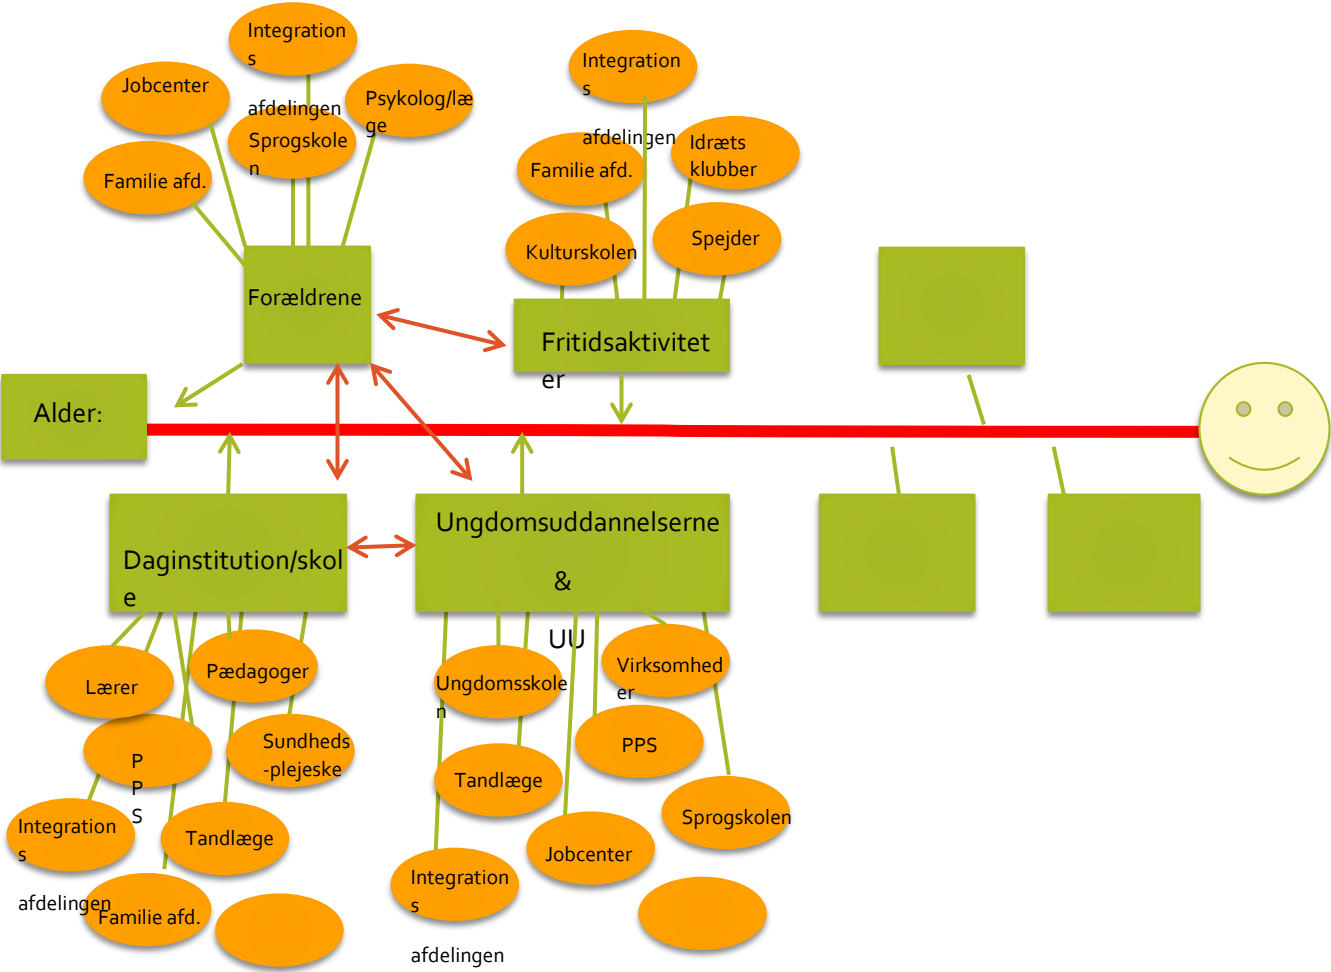 Integration
s
afdelingen
Jobcenter
Psykolog/læ
ge
Sprogskole
n
Familie afd.
Forældrene
Integration
s
afdelingen
Idræts
klubber
Familie afd.
Kulturskolen
Spejder
Fritidsaktivitet
er
Alder:
Daginstitution/skol
e
Ungdomsuddannelserne
&
UU
Lærer
Pædagoger
P
P
S
Sundheds
-plejeske
Integration
s
afdelingen
Tandlæge
Familie afd.
Ungdomsskole
n
Virksomhed
er
PPS
Tandlæge
Sprogskolen
Jobcenter
Integration
s
afdelingen